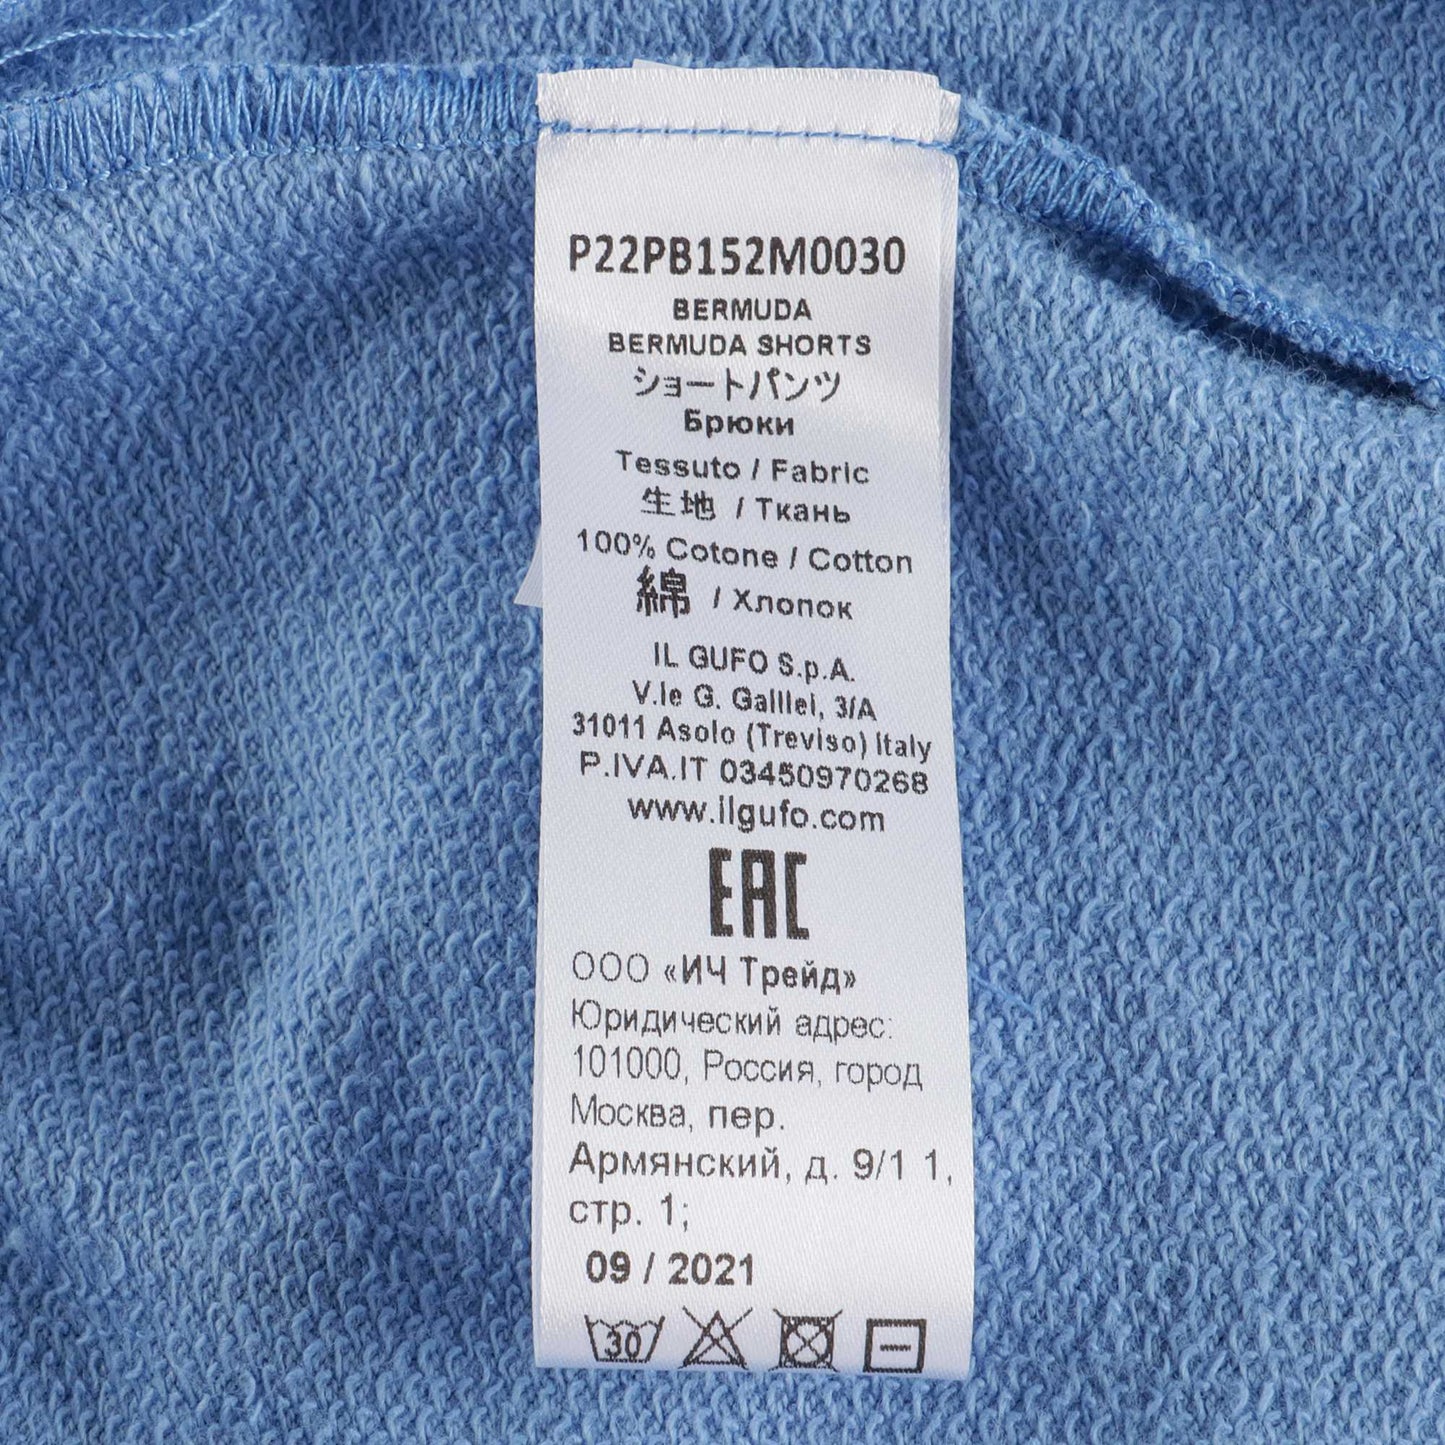 P22PB152M0030
BERMUDA
BERMUDA SHORTS
ショートパンツ
Брюки
Tessuto / Fabric
生地 / Ткань
100% Cotone / Cotton
綿 / Хлопок
IL GUFO S.p.A.
V.le G. Galilei, 3/A
31011 Asolo (Treviso) Italy
P.IVA.IT 03450970268
www.ilgufo.com
EAC
ООО «ИЧ Трейд»
Юридический адрес:
101000, Россия, город
Москва, пер.
Армянский, д. 9/1 1,
стр. 1;
09 / 2021
30